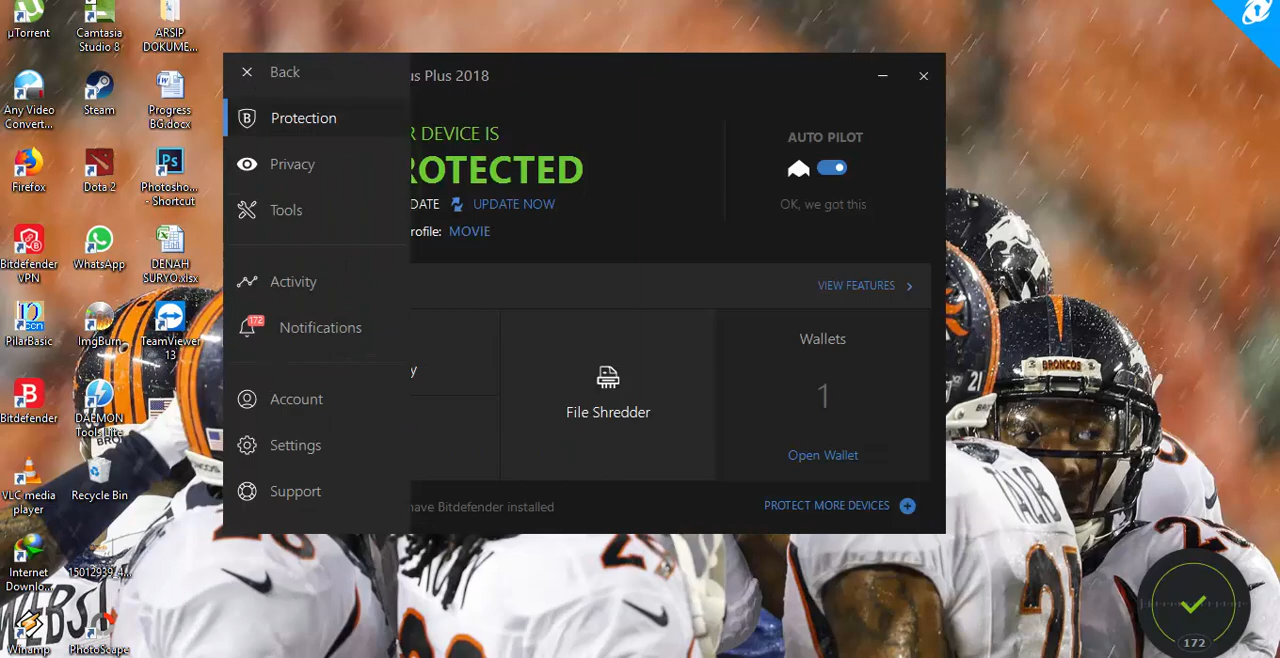 µTorrent
Camtasia
Studio 8
ARSIP
DOKUME...
Any Video
Convert...
Steam
Progress
BG.docx
Firefox
Dota 2
Ps
Photosho...
- Shortcut
Bitdefender
VPN
WhatsApp
DENAH
SURYO.xlsx
PilarBasic
ImgBurn
TeamViewer
13
B
Bitdefender
DAEMON
Tools Lite
VLC media
player
Recycle Bin
Internet
Downlo...
15012939_4...
Winamp
PhotoScape
Back
Protection
Privacy
Tools
Activity
172
Notifications
Account
Settings
Support
us Plus 2018
R DEVICE IS
ROTECTED
DATE UPDATE NOW
rofile: MOVIE
AUTO PILOT
OK, we got this
VIEW FEATURES
y
File Shredder
Wallets
1
Open Wallet
have Bitdefender installed
PROTECT MORE DEVICES
172
BRONCOS
21
TALIB